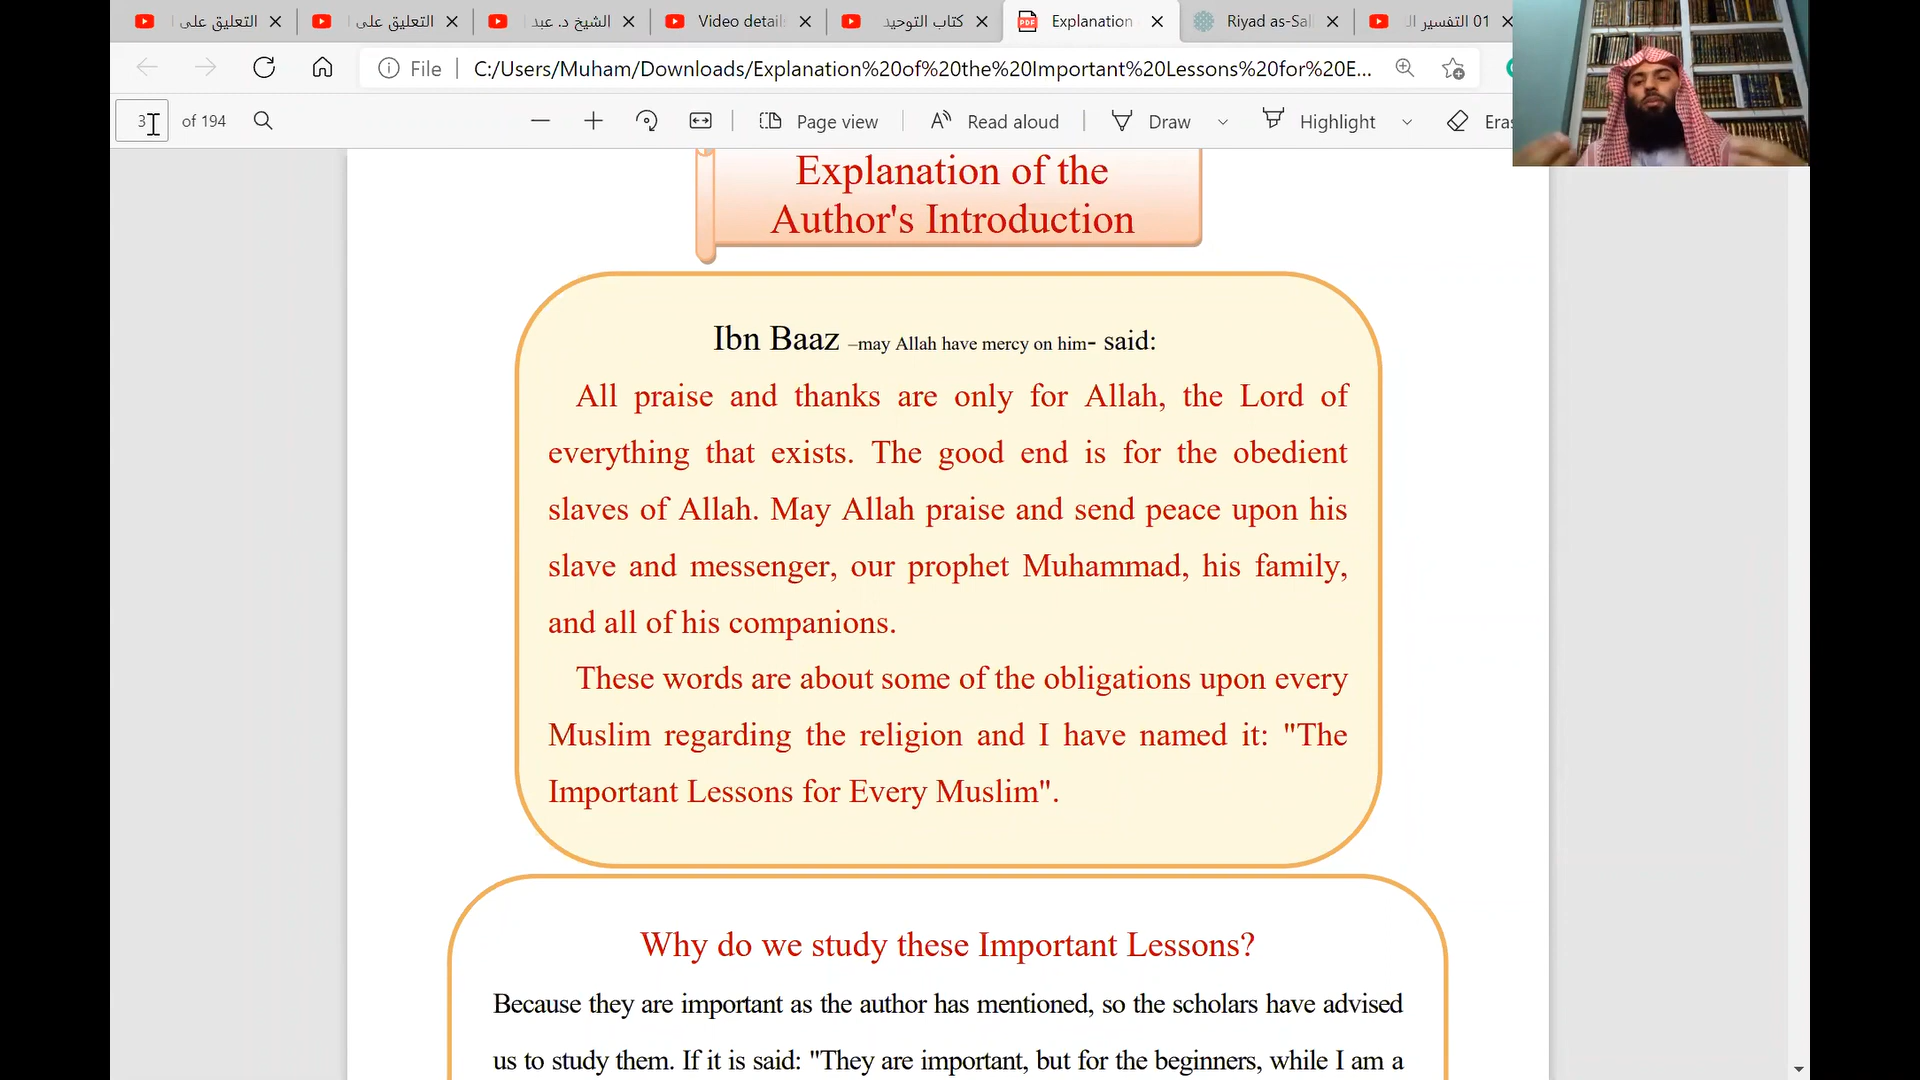 التعليق على
التعليق على
الشيخ د. عبد
Video detail
كتاب التوحيد
Explanation
Riyad as-Sal
01 التفسير ال
File
C:/Users/Muham/Downloads/Explanation%20of%20the%20Important%20Lessons%20for%20E...
3 of 194
Page view
Read aloud
Draw
Highlight
Eras
Explanation of the
Author's Introduction
Ibn Baaz –may Allah have mercy on him- said:
All praise and thanks are only for Allah, the Lord of
everything that exists. The good end is for the obedient
slaves of Allah. May Allah praise and send peace upon his
slave and messenger, our prophet Muhammad, his family,
and all of his companions.
These words are about some of the obligations upon every
Muslim regarding the religion and I have named it: "The
Important Lessons for Every Muslim".
Why do we study these Important Lessons?
Because they are important as the author has mentioned, so the scholars have advised
us to study them. If it is said: "They are important, but for the beginners, while I am a